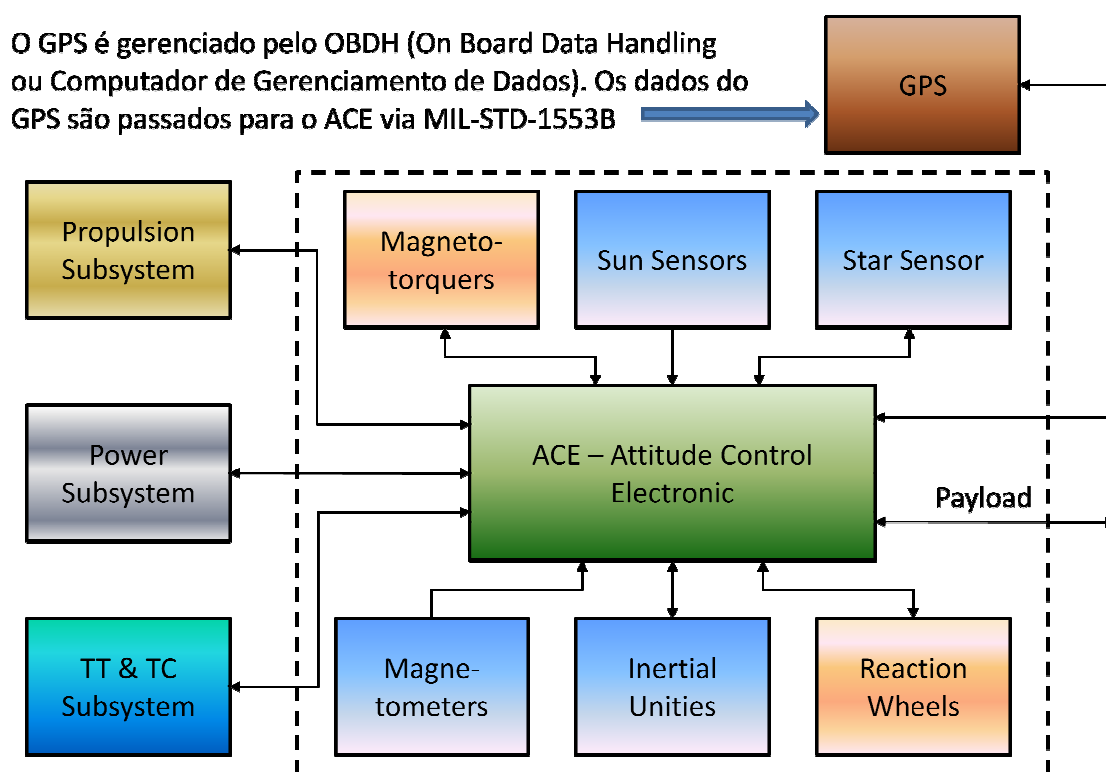 O GPS é gerenciado pelo OBDH (On Board Data Handling
ou Computador de Gerenciamento de Dados). Os dados do
GPS são passados para o ACE via MIL-STD-1553B
GPS
Propulsion
Subsystem
Magneto-
torquers
Sun Sensors
Star Sensor
Power
Subsystem
ACE – Attitude Control
Electronic
Payload
TT & TC
Subsystem
Magne-
tometers
Inertial
Unities
Reaction
Wheels